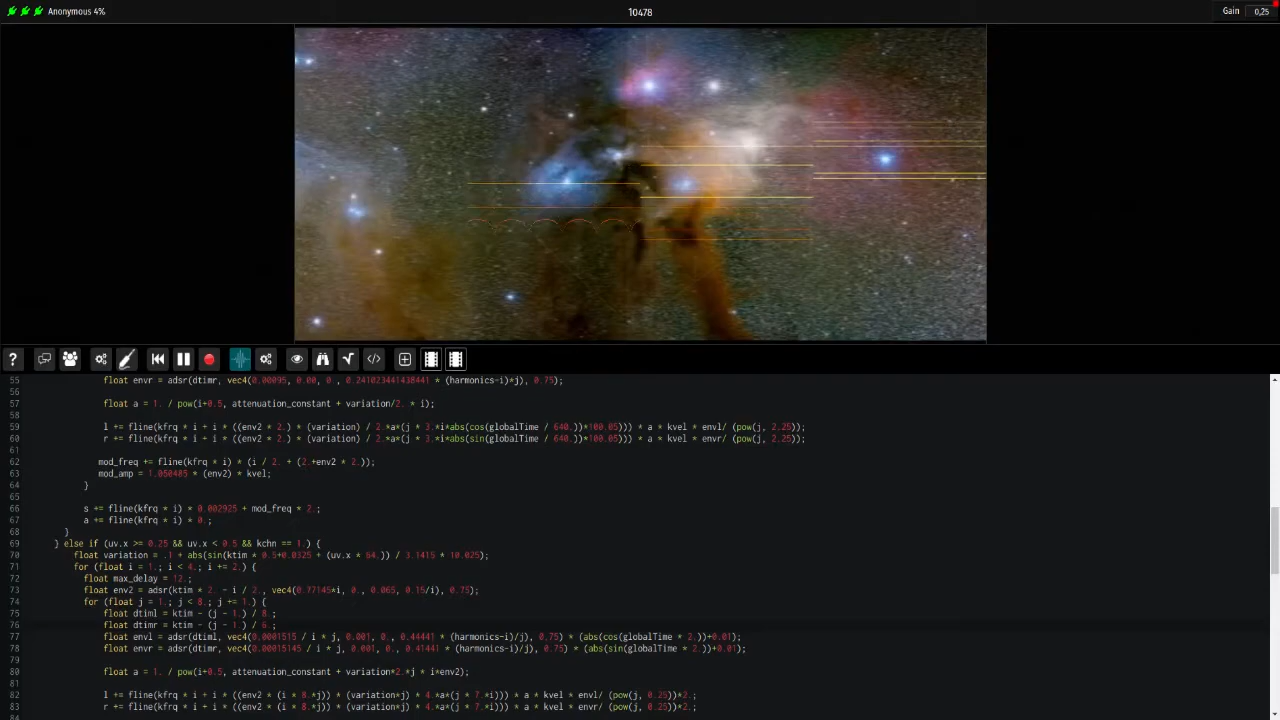 Anonymous 4%
10478
Gain 0,25
55 float envr = adsr(dtimr, vec4(0.00095, 0.00, 0., 0.241023441438441 * (harmonics-i)*j), 0.75);
56
57 float a = 1. / pow(i+0.5, attenuation_constant + variation/2. * i);
58
59 l += fline(kfrq * i + i * ((env2 * 2.) * (variation) / 2.*a*(j * 3.*i*abs(cos(globalTime / 640.))*100.05))) * a * kvel * envl/ (pow(j, 2.25));
60 r += fline(kfrq * i + i * ((env2 * 2.) * (variation) / 2.*a*(j * 3.*i*abs(sin(globalTime / 640.))*100.05))) * a * kvel * envr/ (pow(j, 2.25));
61
62 mod_freq += fline(kfrq * i) * (i / 2. + (2.+env2 * 2.));
63 mod_amp = 1.050485 * (env2) * kvel;
64 }
65
66 s += fline(kfrq * i) * 0.002925 + mod_freq * 2.;
67 a += fline(kfrq * i) * 0.;
68 }
69 } else if (uv.x >= 0.25 && uv.x < 0.5 && kchn == 1.) {
70 float variation = .1 + abs(sin(ktim * 0.5+0.0325 + (uv.x * 64.)) / 3.1415 * 10.025);
71 for (float i = 1.; i < 4.; i += 2.) {
72 float max_delay = 12.;
73 float env2 = adsr(ktim * 2. - i / 2., vec4(0.77145*i, 0., 0.065, 0.15/i), 0.75);
74 for (float j = 1.; j < 8.; j += 1.) {
75 float dtiml = ktim - (j - 1.) / 8.;
76 float dtimr = ktim - (j - 1.) / 6.;
77 float envl = adsr(dtiml, vec4(0.0001515 / i * j, 0.001, 0., 0.44441 * (harmonics-i)/j), 0.75) * (abs(cos(globalTime * 2.))+0.01);
78 float envr = adsr(dtimr, vec4(0.00015145 / i * j, 0.001, 0., 0.41441 * (harmonics-i)/j), 0.75) * (abs(sin(globalTime * 2.))+0.01);
79
80 float a = 1. / pow(i+0.5, attenuation_constant + variation*2.*j * i*env2);
81
82 l += fline(kfrq * i + i * ((env2 * (i * 8.*j)) * (variation*j) * 4.*a*(j * 7.*i))) * a * kvel * envl/ (pow(j, 0.25))*2.;
83 r += fline(kfrq * i + i * ((env2 * (i * 8.*j)) * (variation*j) * 4.*a*(j * 7.*i))) * a * kvel * envr/ (pow(j, 0.25))*2.;
84